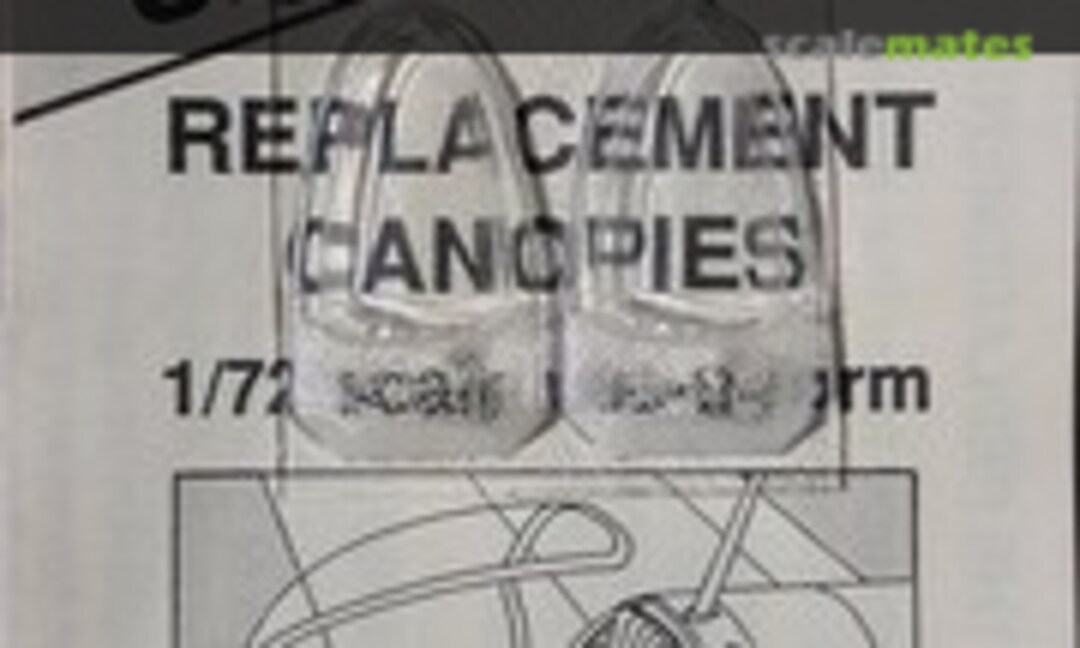 scalemates
REPLACEMENT
CANOPIES
1/72